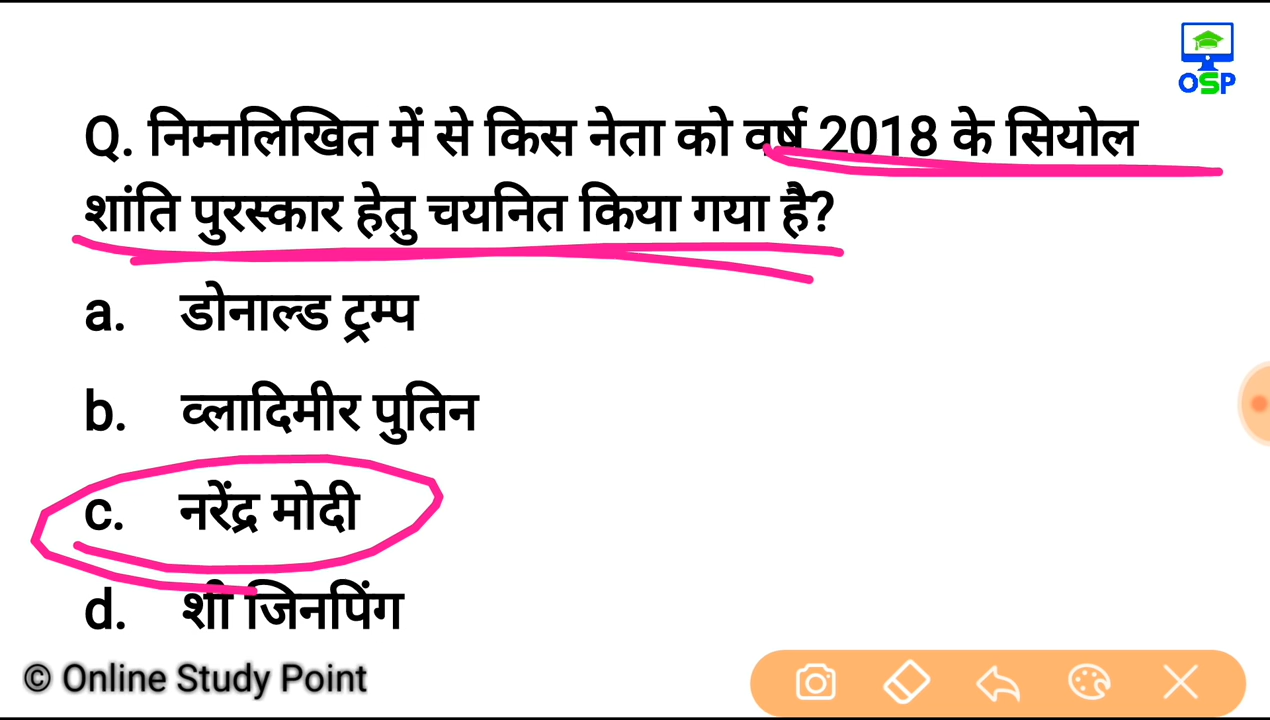 OSP
Q. निम्नलिखित में से किस नेता को वर्ष 2018 के सियोल
शांति पुरस्कार हेतु चयनित किया गया है?
a. डोनाल्ड ट्रम्प
b. व्लादिमीर पुतिन
c. नरेंद्र मोदी
d. शी जिनपिंग
© Online Study Point